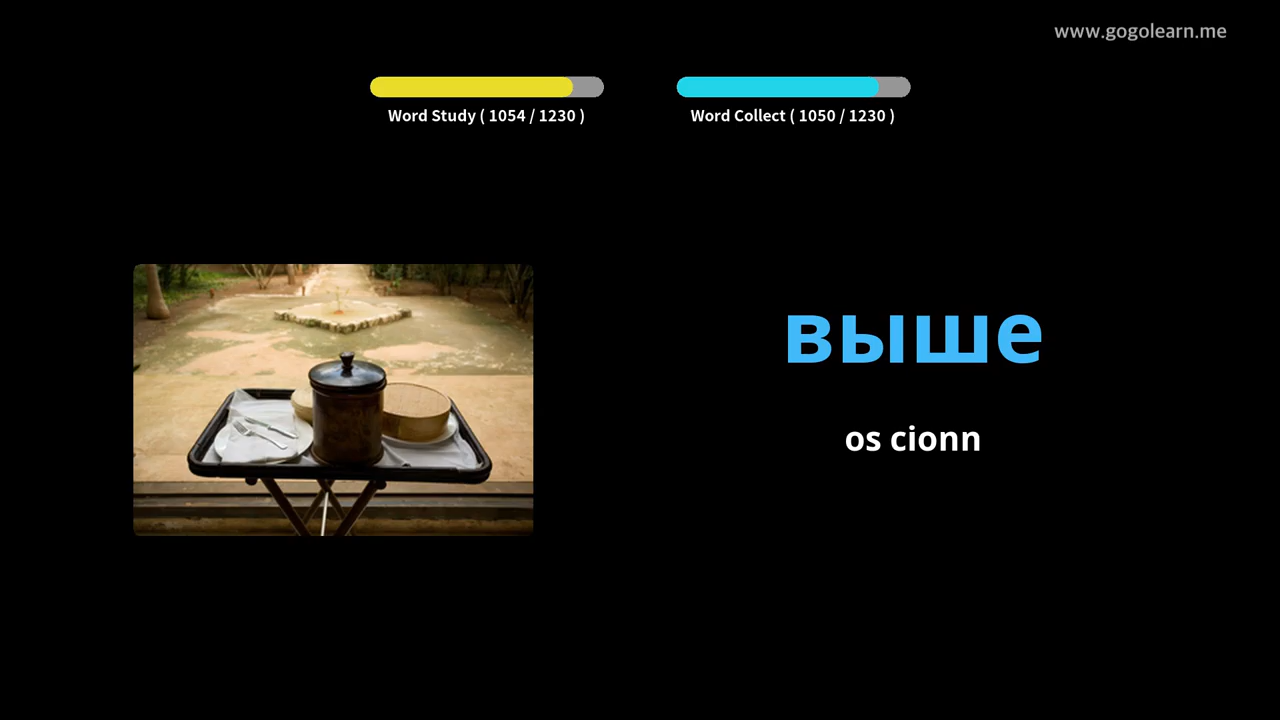 www.gogolearn.me
Word Study ( 1054 / 1230 )
Word Collect ( 1050 / 1230 )
выше
os cionn